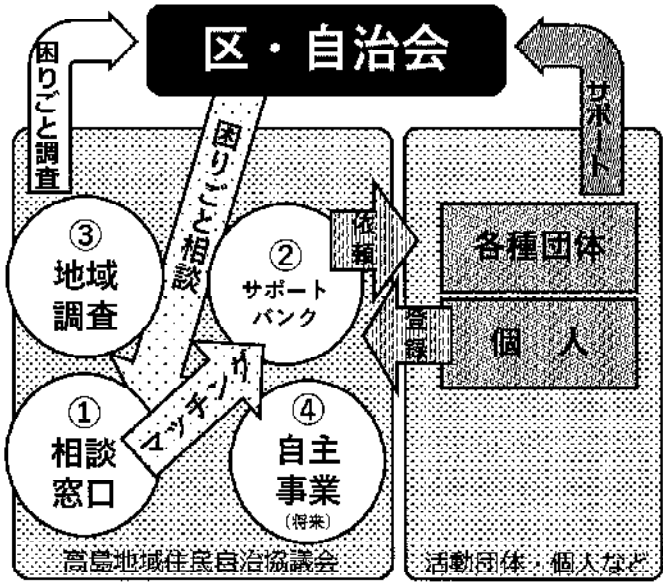 区・自治会
困りごと調査
サポート
困りごと相談
③
地域
調査
②
サポート
バンク
依頼
各種団体
登録
個 人
マッチング
①
相談
窓口
④
自主
事業
(将来)
高島地域住民自治協議会
活動団体・個人など